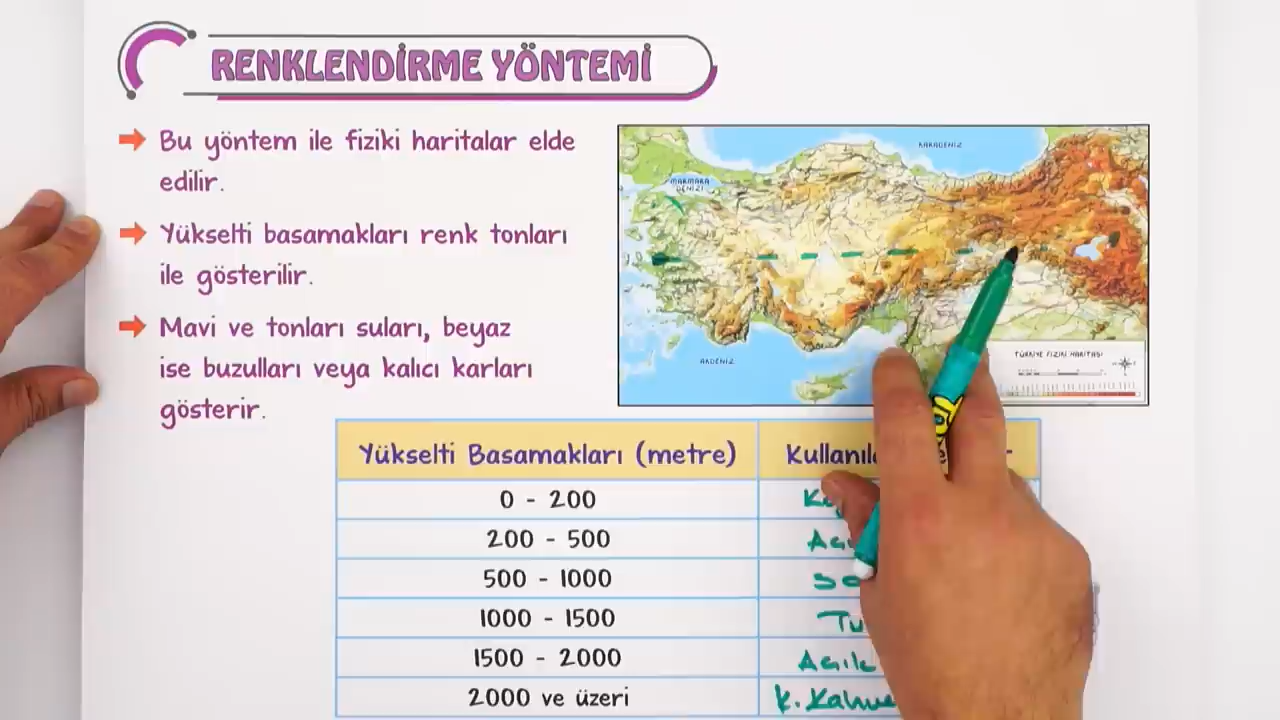 RENKLENDİRME YÖNTEMİ
Bu yöntem ile fiziki haritalar elde
edilir.
Yükselti basamakları renk tonları
ile gösterilir.
Mavi ve tonları suları, beyaz
ise buzulları veya kalıcı karları
gösterir.
KARADENİZ
MARMARA
DENİZİ
AKDENİZ
TÜRKİYE FİZİKİ HARİTASI
Yükselti Basamakları (metre)
0 - 200
200 - 500
500 - 1000
1000 - 1500
1500 - 2000
Açık
2000 ve üzeri